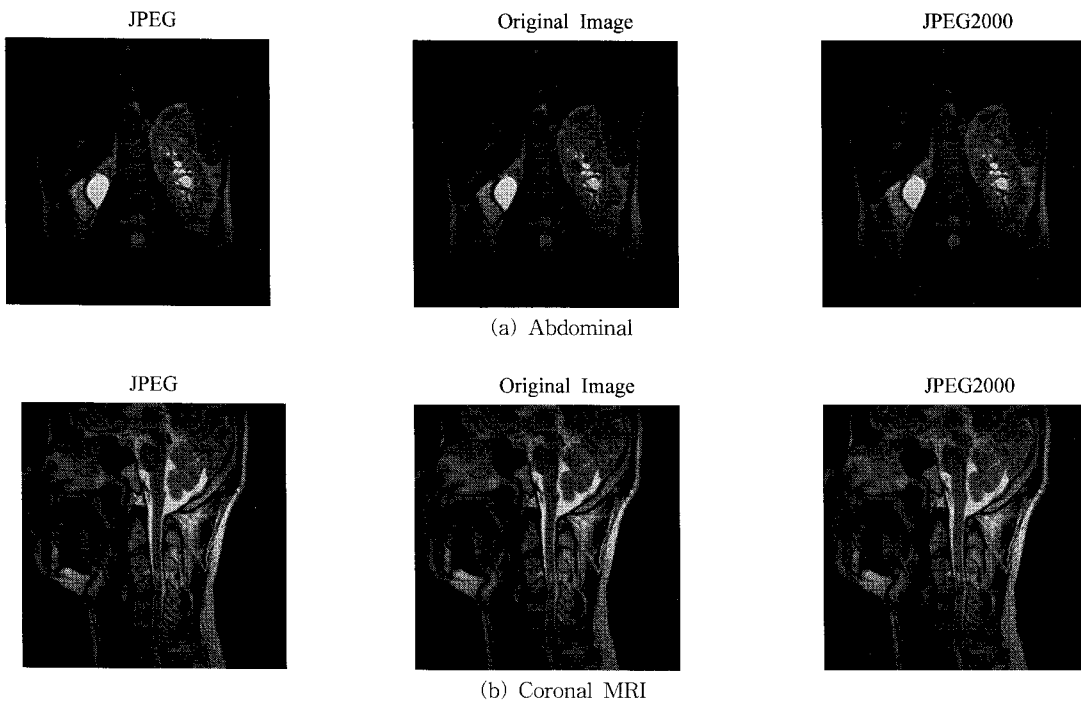 JPEG
Original Image
JPEG2000
(a) Abdominal
JPEG
Original Image
JPEG2000
(b) Coronal MRI